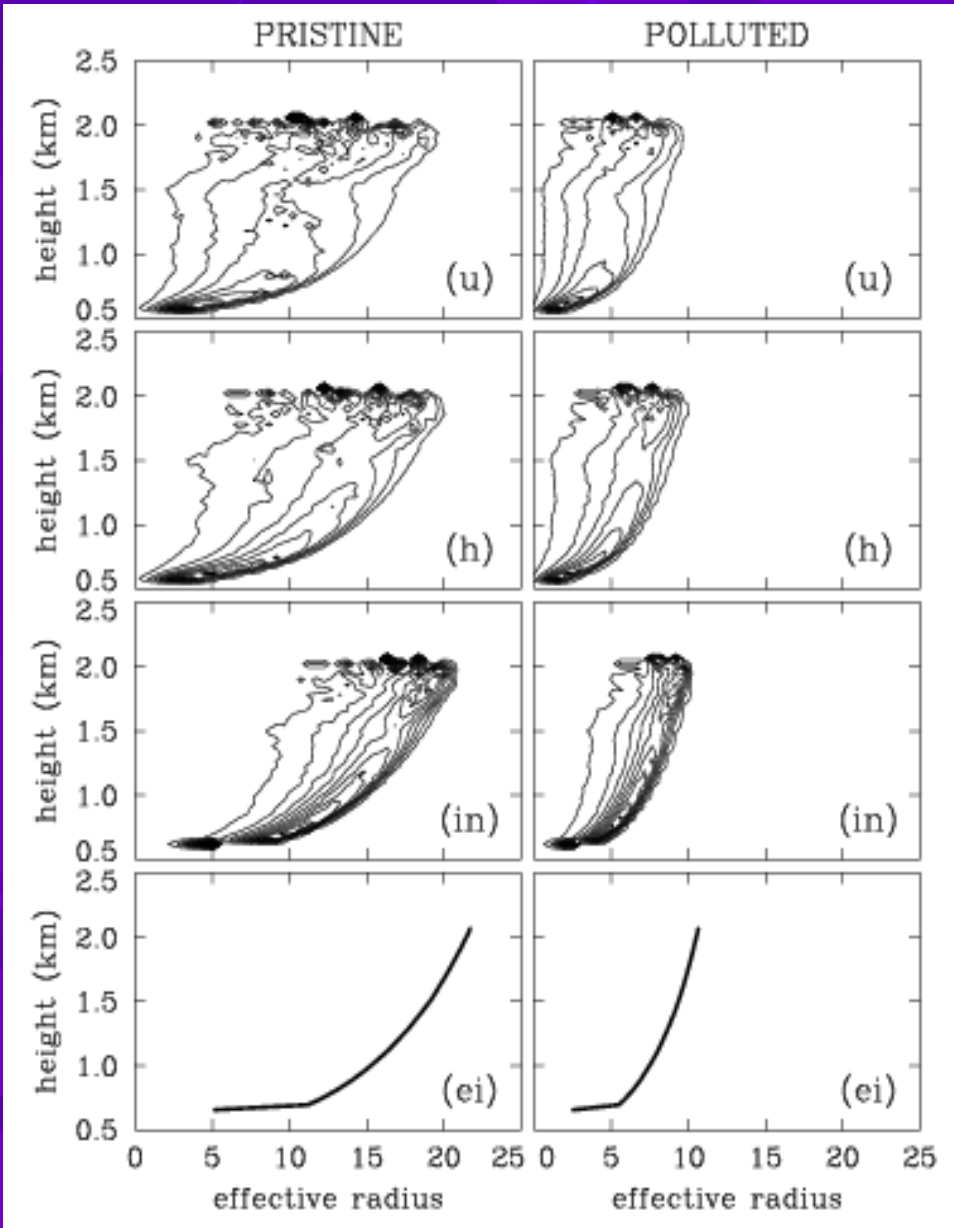 PRISTINE POLLUTED
2.5
2.0
1.5
1.0
0.5
height (km)
(u) (u)
2.5
2.0
1.5
1.0
0.5
height (km)
(h) (h)
2.5
2.0
1.5
1.0
0.5
height (km)
(in) (in)
2.5
2.0
1.5
1.0
0.5
height (km)
(ei) (ei)
0 5 10 15 20 25 0 5 10 15 20 25
effective radius effective radius